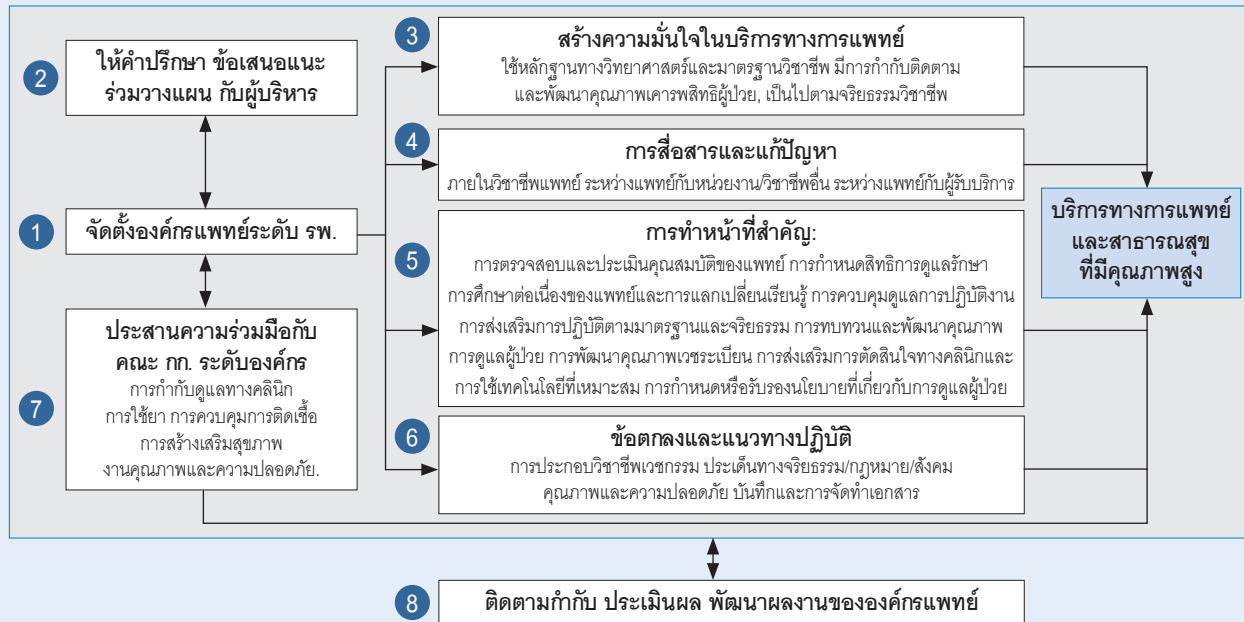 2
ให้คำปรึกษา ข้อเสนอแนะ
ร่วมวางแผน กับผู้บริหาร
1
จัดตั้งองค์กรแพทย์ระดับ รพ.
7
ประสานความร่วมมือกับ
คณะ กก. ระดับองค์กร
การกำกับดูแลทางคลินิก
การใช้ยา การควบคุมการติดเชื้อ
การสร้างเสริมสุขภาพ
งานคุณภาพและความปลอดภัย.
3
สร้างความมั่นใจในบริการทางการแพทย์
ใช้หลักฐานทางวิทยาศาสตร์และมาตรฐานวิชาชีพ มีการกำกับติดตาม
และพัฒนาคุณภาพเคารพสิทธิผู้ป่วย, เป็นไปตามจริยธรรมวิชาชีพ
4
การสื่อสารและแก้ปัญหา
ภายในวิชาชีพแพทย์ ระหว่างแพทย์กับหน่วยงาน/วิชาชีพอื่น ระหว่างแพทย์กับผู้รับบริการ
5
การทำหน้าที่สำคัญ:
การตรวจสอบและประเมินคุณสมบัติของแพทย์ การกำหนดสิทธิการดูแลรักษา
การศึกษาต่อเนื่องของแพทย์และการแลกเปลี่ยนเรียนรู้ การควบคุมดูแลการปฏิบัติงาน
การส่งเสริมการปฏิบัติตามมาตรฐานและจริยธรรม การทบทวนและพัฒนาคุณภาพ
การดูแลผู้ป่วย การพัฒนาคุณภาพเวชระเบียน การส่งเสริมการตัดสินใจทางคลินิกและ
การใช้เทคโนโลยีที่เหมาะสม การกำหนดหรือรับรองนโยบายที่เกี่ยวกับการดูแลผู้ป่วย
6
ข้อตกลงและแนวทางปฏิบัติ
การประกอบวิชาชีพเวชกรรม ประเด็นทางจริยธรรม/กฎหมาย/สังคม
คุณภาพและความปลอดภัย บันทึกและการจัดทำเอกสาร
บริการทางการแพทย์
และสาธารณสุข
ที่มีคุณภาพสูง
8
ติดตามกำกับ ประเมินผล พัฒนาผลงานขององค์กรแพทย์